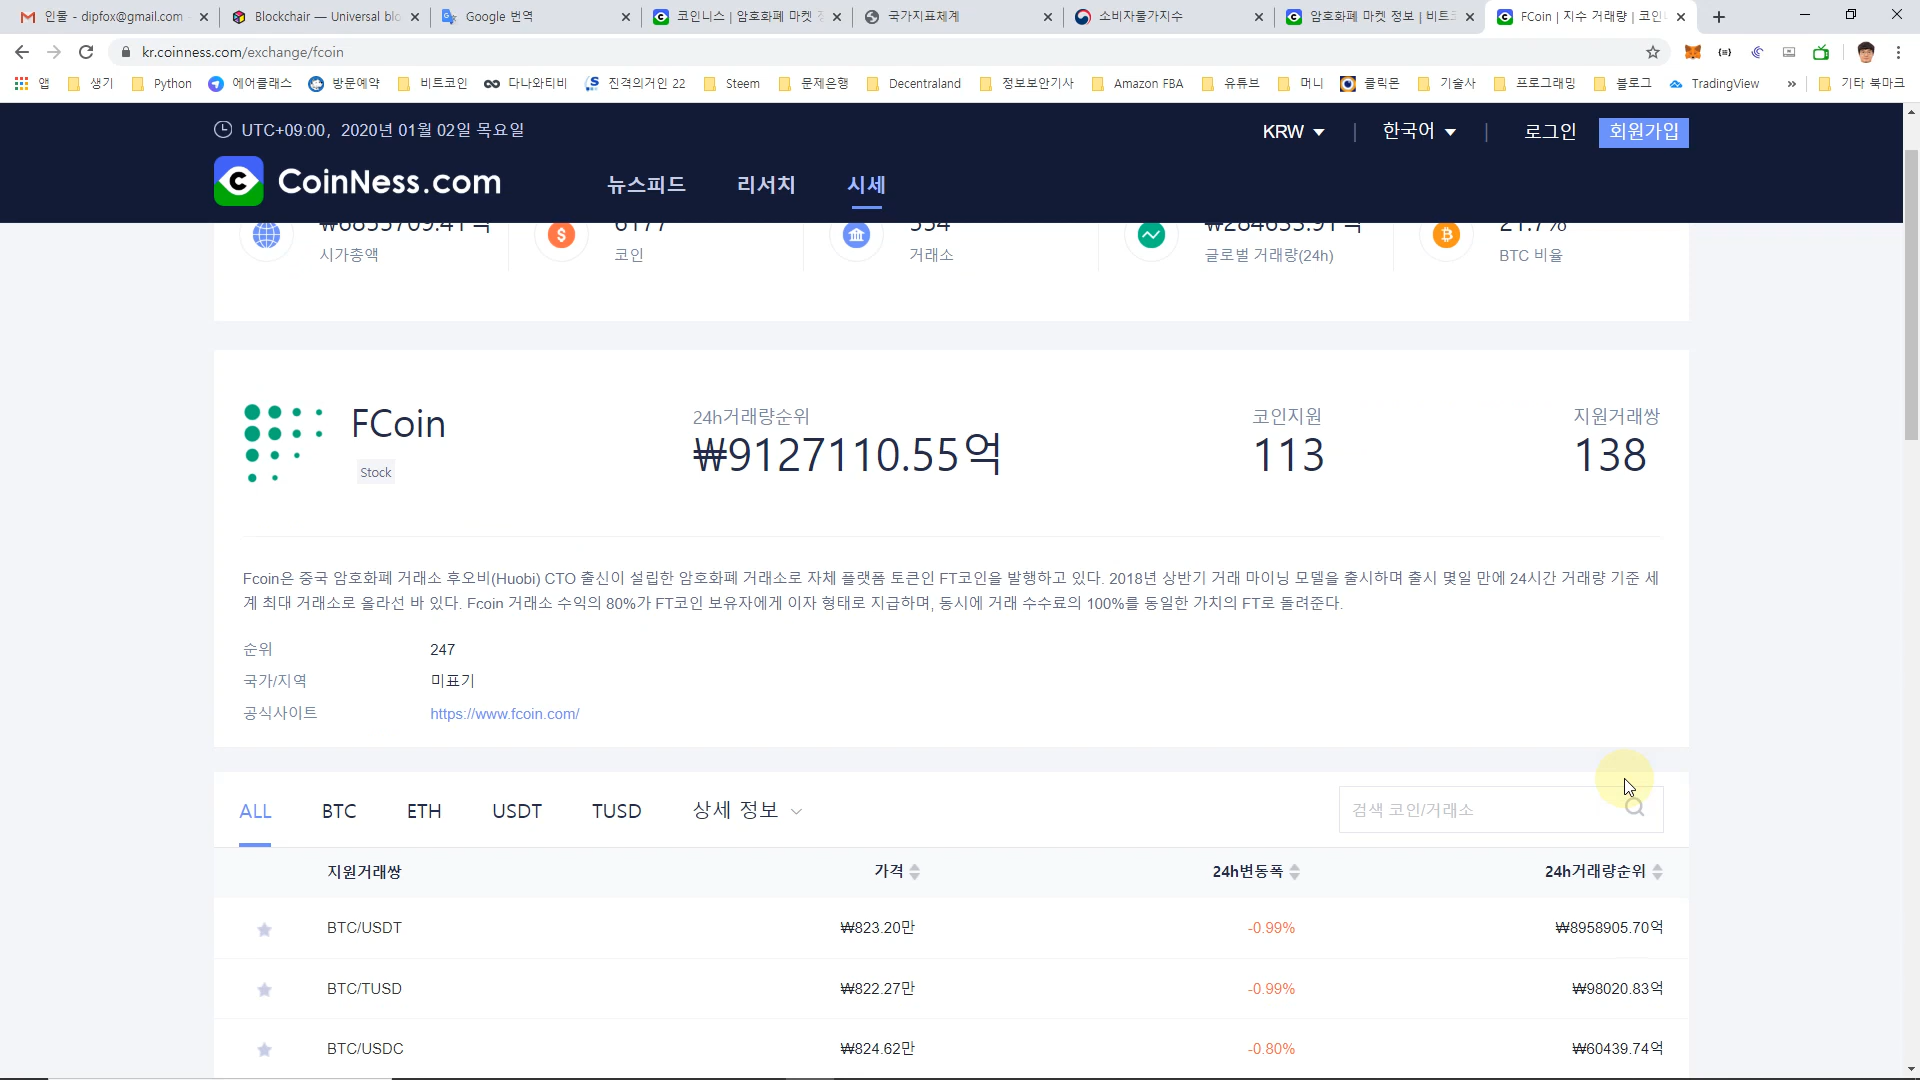 인물 - dipfox@gmail.com
Blockchair — Universal blo
Google 번역
코인니스 | 암호화폐 마켓 정
국가지표체계
소비자물가지수
암호화폐 마켓 정보 | 비트코
FCoin | 지수 거래량 | 코인니
kr.coinness.com/exchange/fcoin
앱 생기 Python 에어클래스 방문예약 비트코인 다나와티비 진격의거인 22 Steem 문제은행 Decentraland 정보보안기사 Amazon FBA 유튜브 머니 클릭몬 기술사 프로그래밍 블로그 TradingView » 기타 북마크
UTC+09:00, 2020년 01월 02일 목요일
KRW | 한국어 | 로그인 회원가입
CoinNess.com 뉴스피드 리서치 시세
₩6855709.41억 6177 554 ₩284635.91억 21.7%
시가총액 코인 거래소 글로벌 거래량(24h) BTC 비율
FCoin
Stock
24h거래량순위 코인지원 지원거래쌍
₩9127110.55억 113 138
Fcoin은 중국 암호화폐 거래소 후오비(Huobi) CTO 출신이 설립한 암호화폐 거래소로 자체 플랫폼 토큰인 FT코인을 발행하고 있다. 2018년 상반기 거래 마이닝 모델을 출시하며 출시 몇일 만에 24시간 거래량 기준 세
계 최대 거래소로 올라선 바 있다. Fcoin 거래소 수익의 80%가 FT코인 보유자에게 이자 형태로 지급하며, 동시에 거래 수수료의 100%를 동일한 가치의 FT로 돌려준다.
순위 247
국가/지역 미표기
공식사이트 https://www.fcoin.com/
ALL BTC ETH USDT TUSD 상세 정보 검색 코인/거래소
지원거래쌍 가격 24h변동폭 24h거래량순위
BTC/USDT ₩823.20만 -0.99% ₩8958905.70억
BTC/TUSD ₩822.27만 -0.99% ₩98020.83억
BTC/USDC ₩824.62만 -0.80% ₩60439.74억